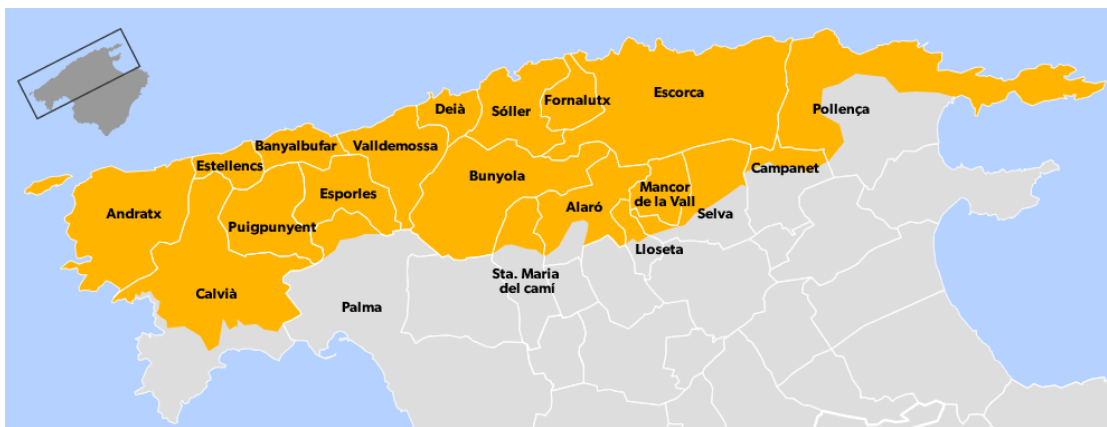 Escorca
Fornalutx
Deià
Sóller
Pollença
Banyalbufar
Valldemossa
Estellencs
Campanet
Bunyola
Esporles
Mancor
de la Vall
Andratx
Alaró
Selva
Puigpunyent
Lloseta
Sta. Maria
del camí
Calvià
Palma